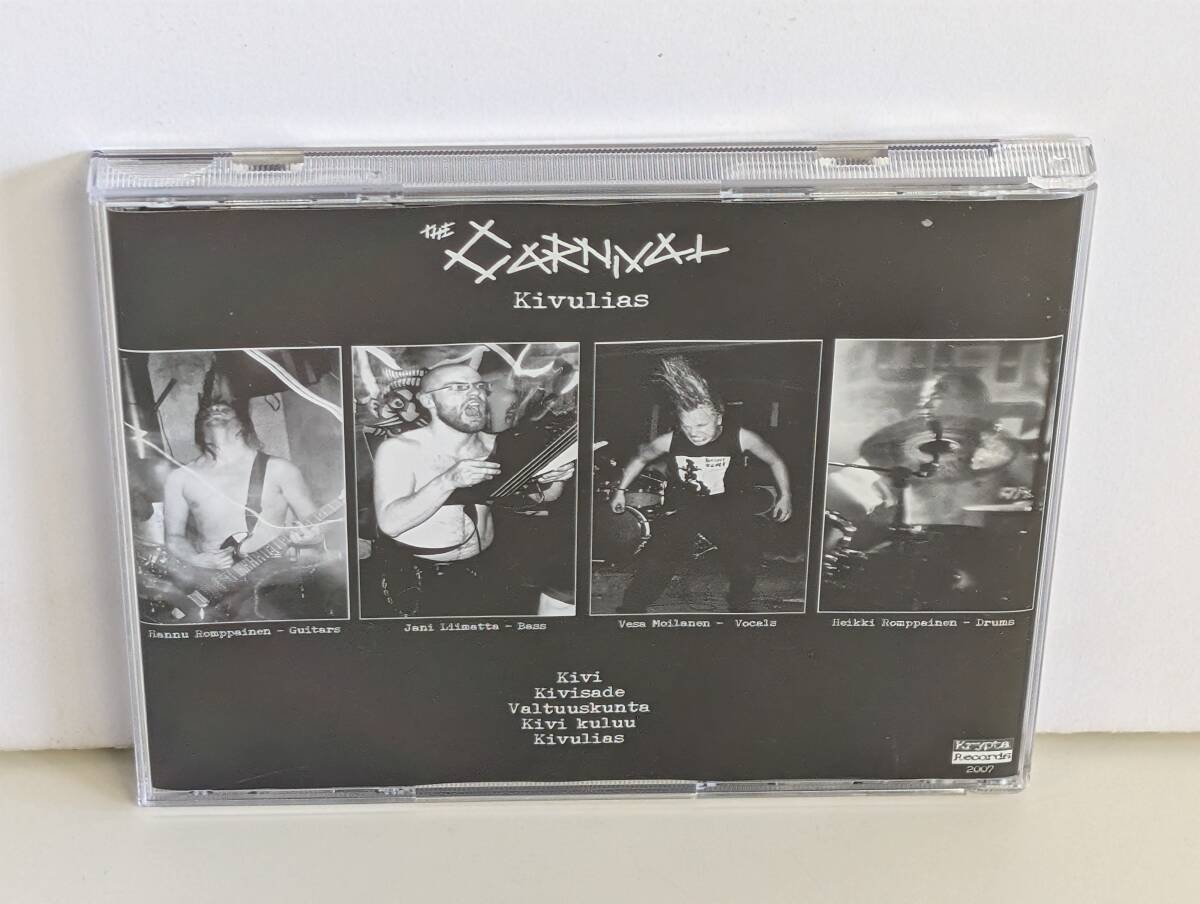 THE CARNIVAL
Kivulias
Hannu Romppainen - Guitars
Jani Liimatta - Bass
Vesa Moilanen - Vocals
Heikki Romppainen - Drums
Kivi
Kivisade
Valtuuskunta
Kivi kuluu
Kivulias
Krypta
Records
2007